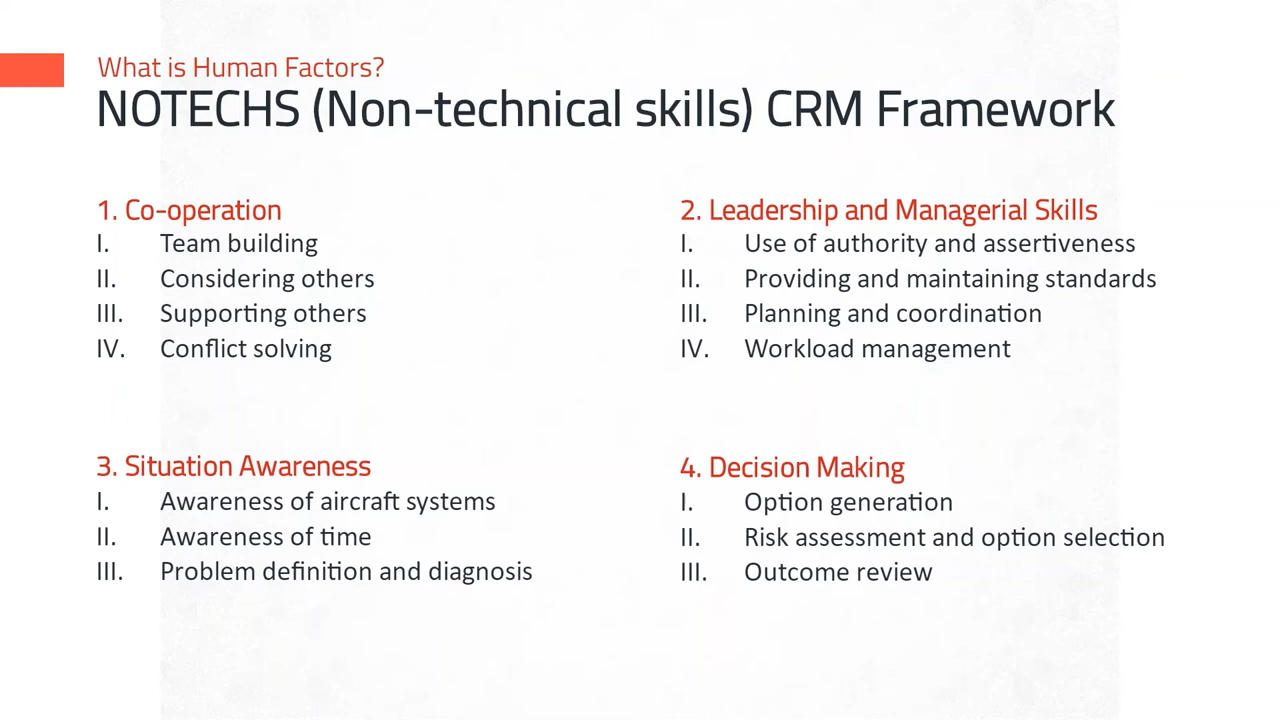 What is Human Factors?
NOTECHS (Non-technical skills) CRM Framework
1. Co-operation
I. Team building
II. Considering others
III. Supporting others
IV. Conflict solving
2. Leadership and Managerial Skills
I. Use of authority and assertiveness
II. Providing and maintaining standards
III. Planning and coordination
IV. Workload management
3. Situation Awareness
I. Awareness of aircraft systems
II. Awareness of time
III. Problem definition and diagnosis
4. Decision Making
I. Option generation
II. Risk assessment and option selection
III. Outcome review